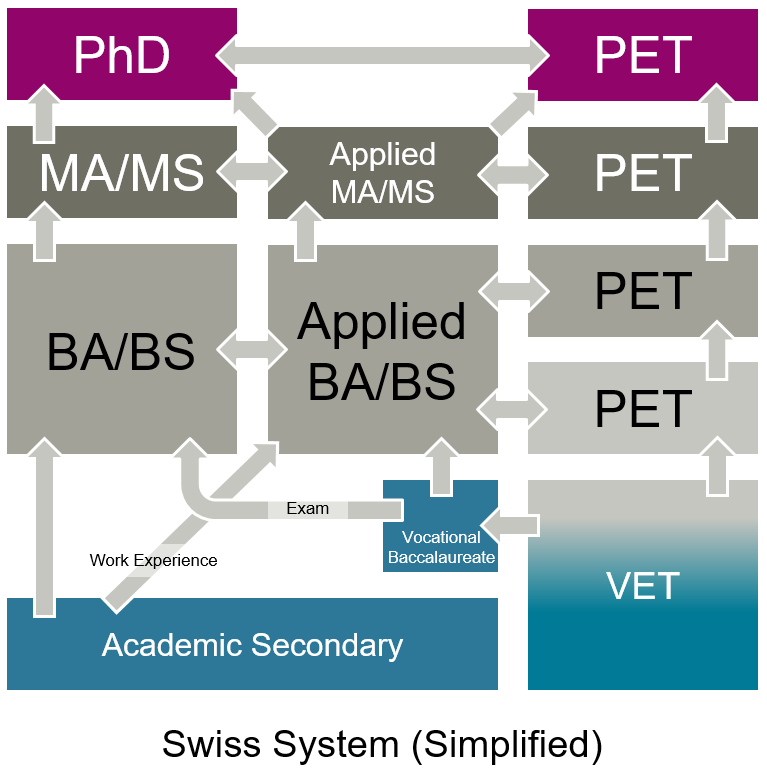 PhD
PET
MA/MS
Applied
MA/MS
PET
BA/BS
Applied
BA/BS
PET
PET
Exam
Work Experience
Vocational
Baccalaureate
VET
Academic Secondary
Swiss System (Simplified)